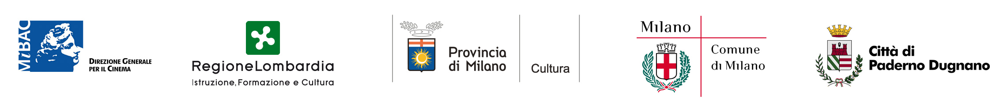 MiBAC
DIREZIONE GENERALE
PER IL CINEMA
RegioneLombardia
Istruzione, Formazione e Cultura
Provincia
di Milano
Cultura
Milano
Comune
di Milano
Città di
Paderno Dugnano